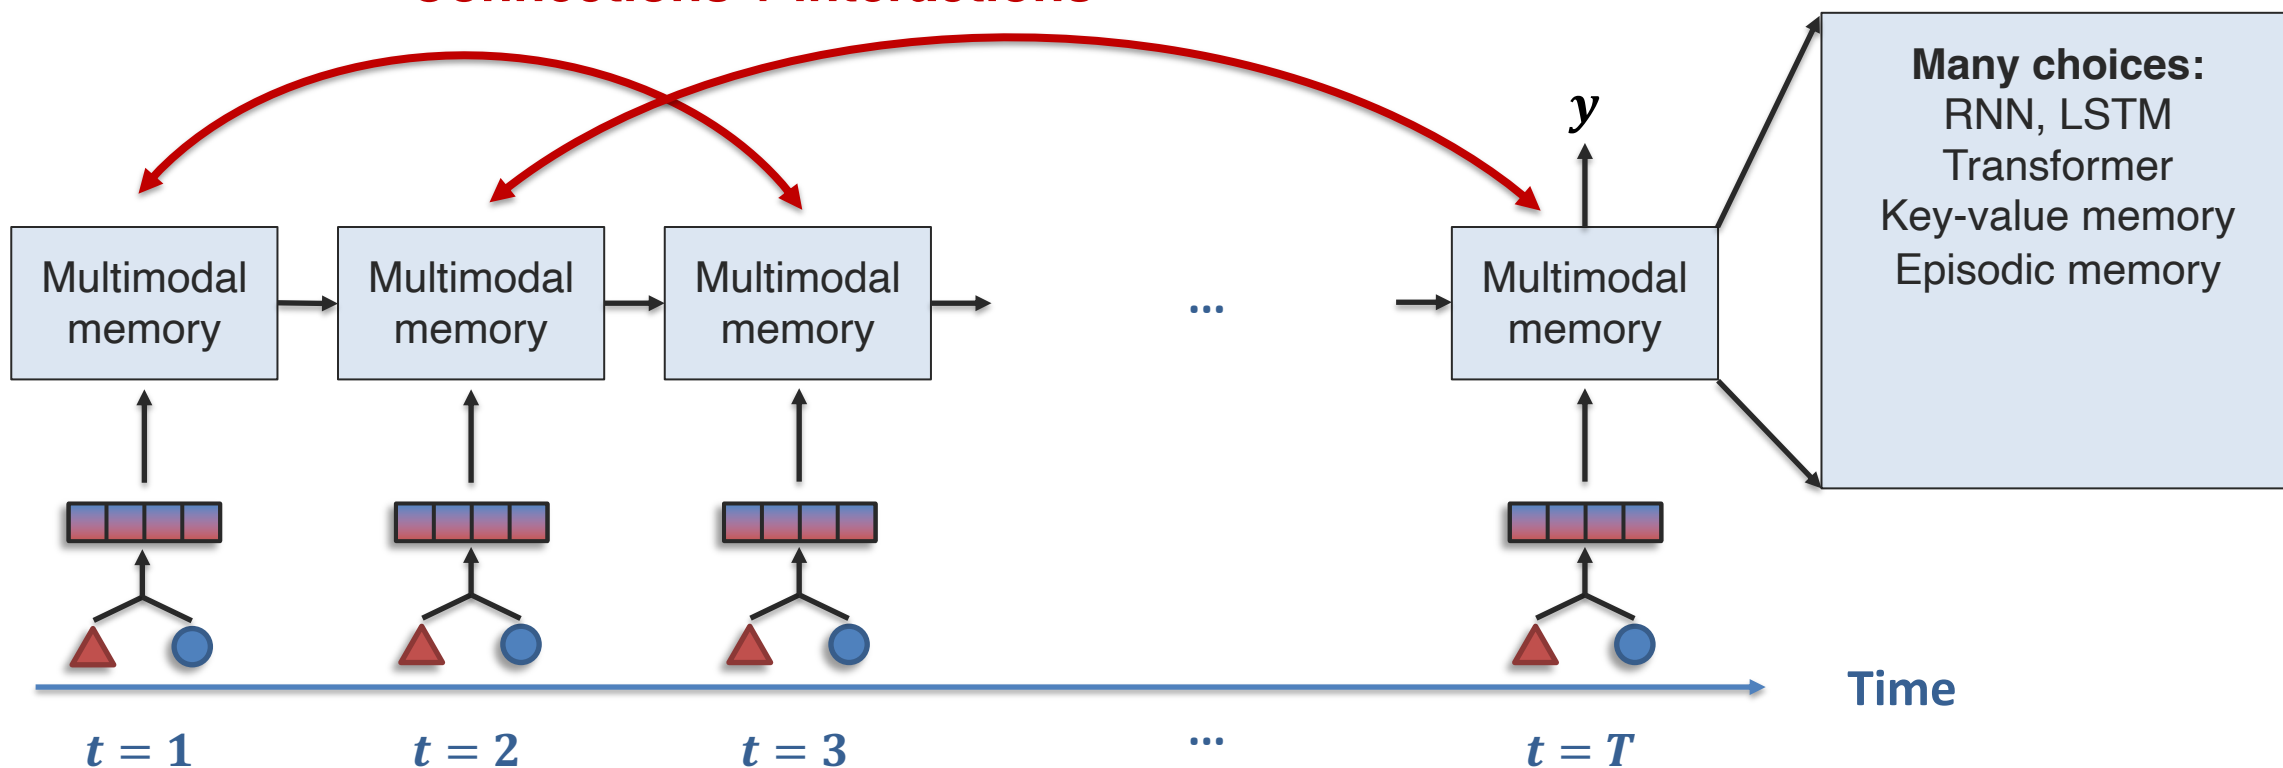 Many choices:
RNN, LSTM
Transformer
Key-value memory
Episodic memory
y
Multimodal
memory
Multimodal
memory
Multimodal
memory
...
Multimodal
memory
Time
t = 1
t = 2
t = 3
...
t = T